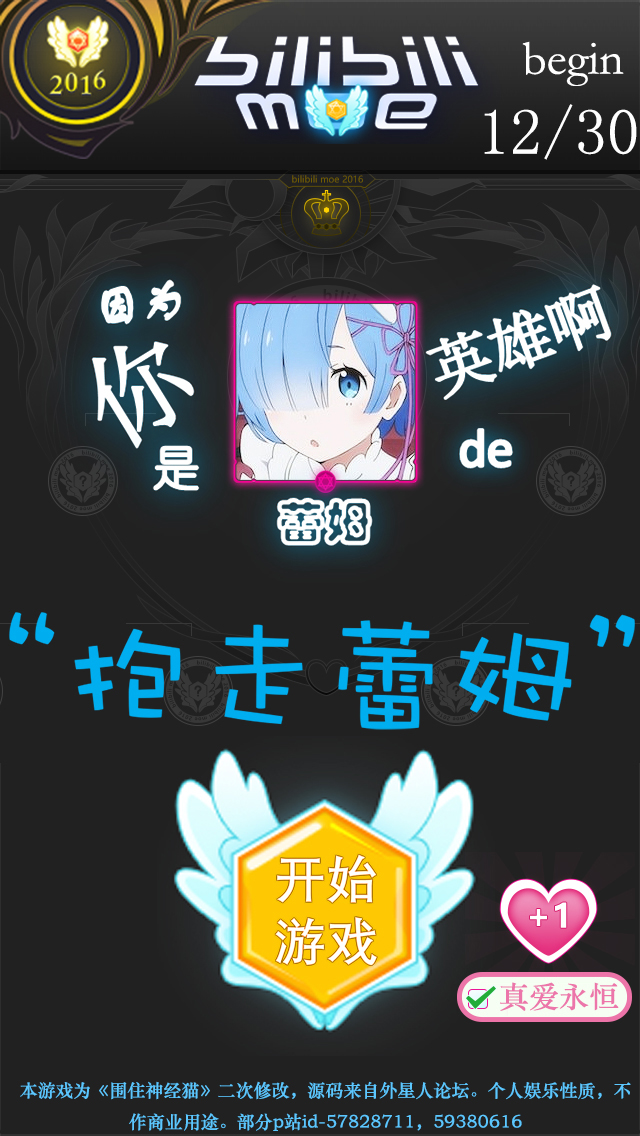 2016
bilibili
moe
begin
12/30
bilibili moe 2016
因为
你
是
蕾姆
de
英雄啊
“抱走蕾姆”
开始
游戏
+1
真爱永恒
本游戏为《围住神经猫》二次修改，源码来自外星人论坛。个人娱乐性质，不
作商业用途。部分p站id-57828711，59380616